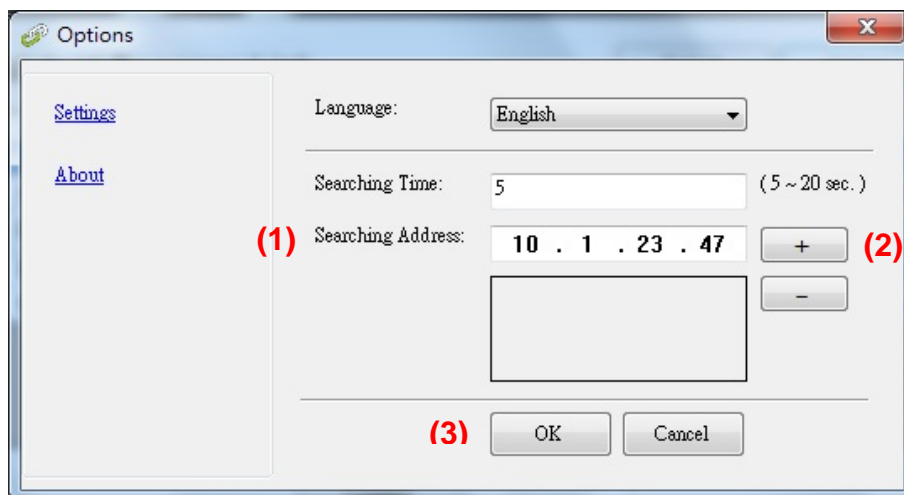 Options
Settings
About
Language: English
Searching Time: 5 ( 5 ~ 20 sec. )
(1) Searching Address: 10 . 1 . 23 . 47 + (2)
−
(3) OK Cancel